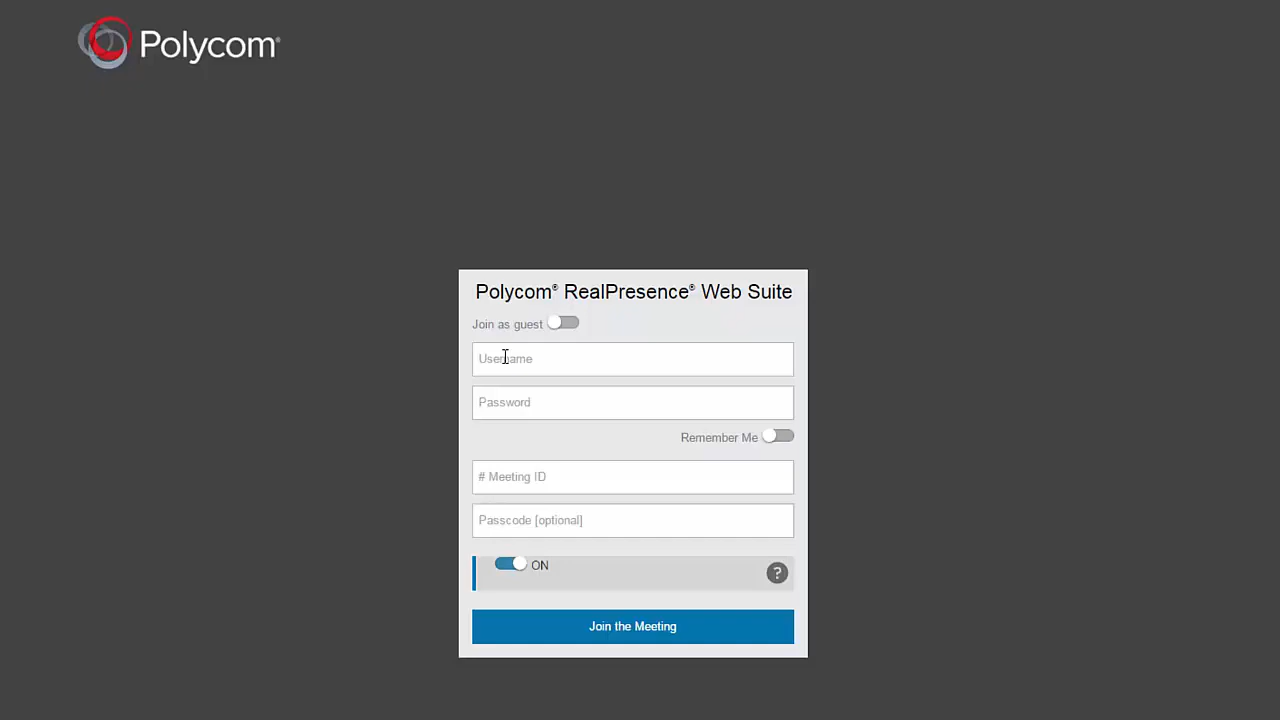 Polycom®
Polycom® RealPresence® Web Suite
Join as guest
Username
Password
Remember Me
# Meeting ID
Passcode [optional]
ON
?
Join the Meeting